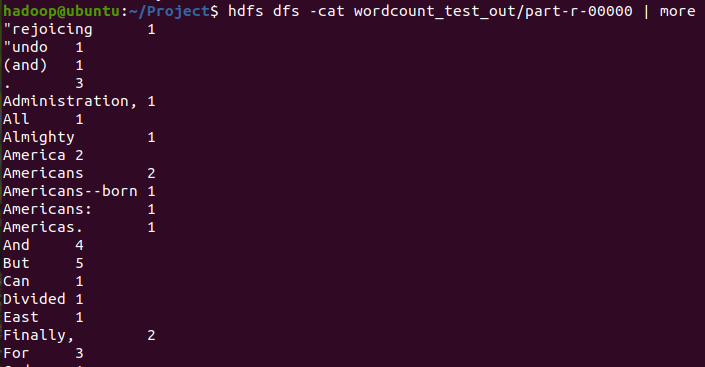 hadoop@ubuntu:~/Project$ hdfs dfs -cat wordcount_test_out/part-r-00000 | more
"rejoicing	1
"undo	1
(and)	1
.	3
Administration,	1
All	1
Almighty	1
America	2
Americans	2
Americans--born	1
Americans:	1
Americas.	1
And	4
But	5
Can	1
Divided	1
East	1
Finally,	2
For	3